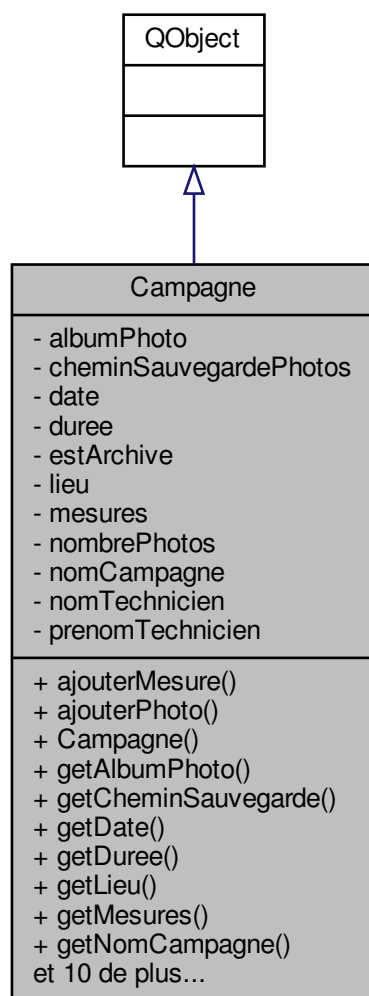 QObject
Campagne
- albumPhoto
- cheminSauvegardePhotos
- date
- duree
- estArchive
- lieu
- mesures
- nombrePhotos
- nomCampagne
- nomTechnicien
- prenomTechnicien
+ ajouterMesure()
+ ajouterPhoto()
+ Campagne()
+ getAlbumPhoto()
+ getCheminSauvegarde()
+ getDate()
+ getDuree()
+ getLieu()
+ getMesures()
+ getNomCampagne()
et 10 de plus...